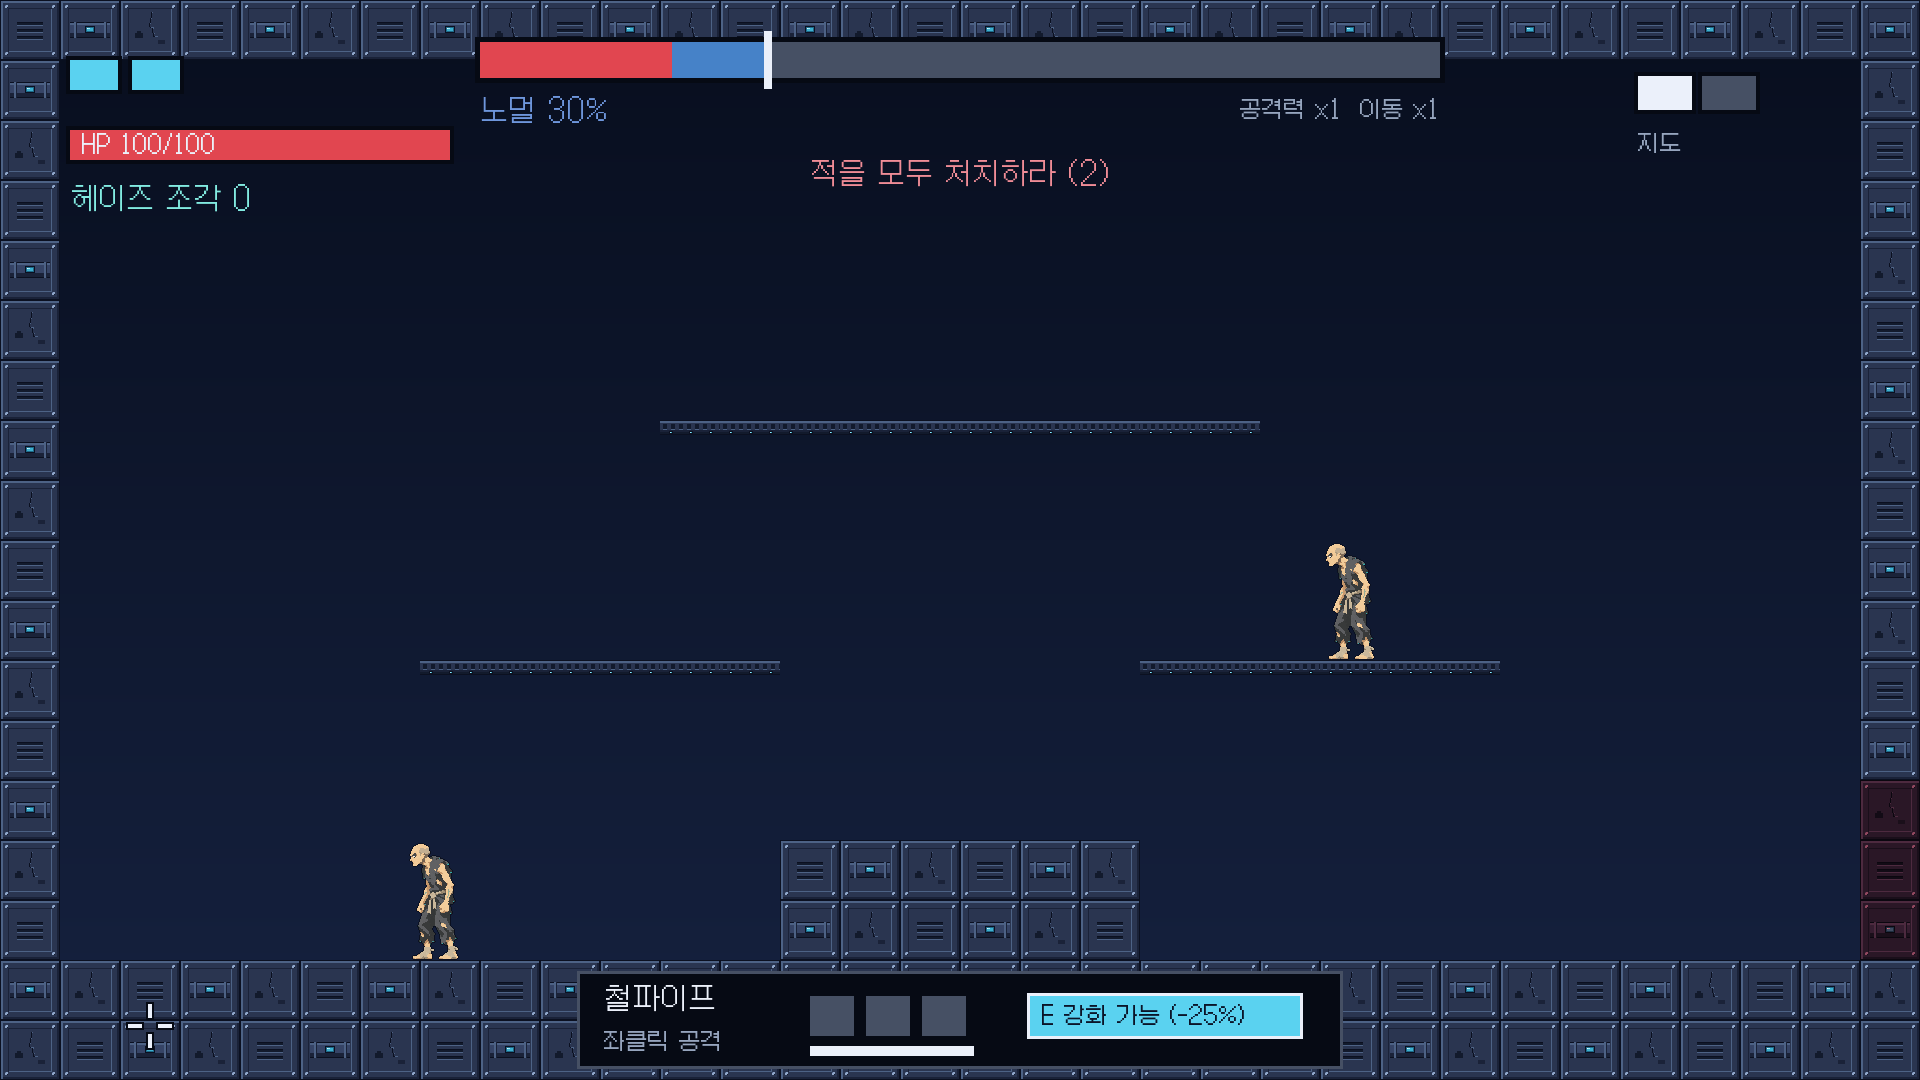 노멀 30%
공격력 x1 이동 x1
HP 100/100
지도
적을 모두 처치하라 (2)
헤이즈 조각 0
철파이프
E 강화 가능 (-25%)
좌클릭 공격